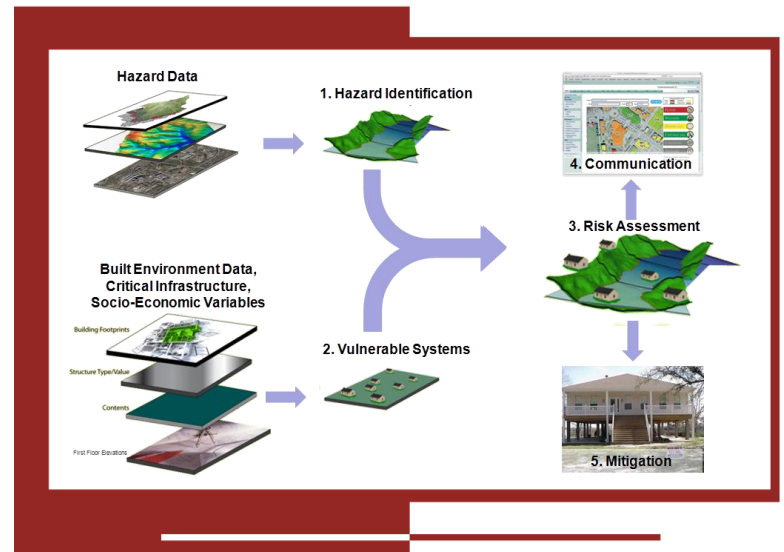 Hazard Data
1. Hazard Identification
4. Communication
3. Risk Assessment
Built Environment Data,
Critical Infrastructure,
Socio-Economic Variables
Building Footprints
Structure Type/Value
Contents
First Floor Elevations
2. Vulnerable Systems
5. Mitigation